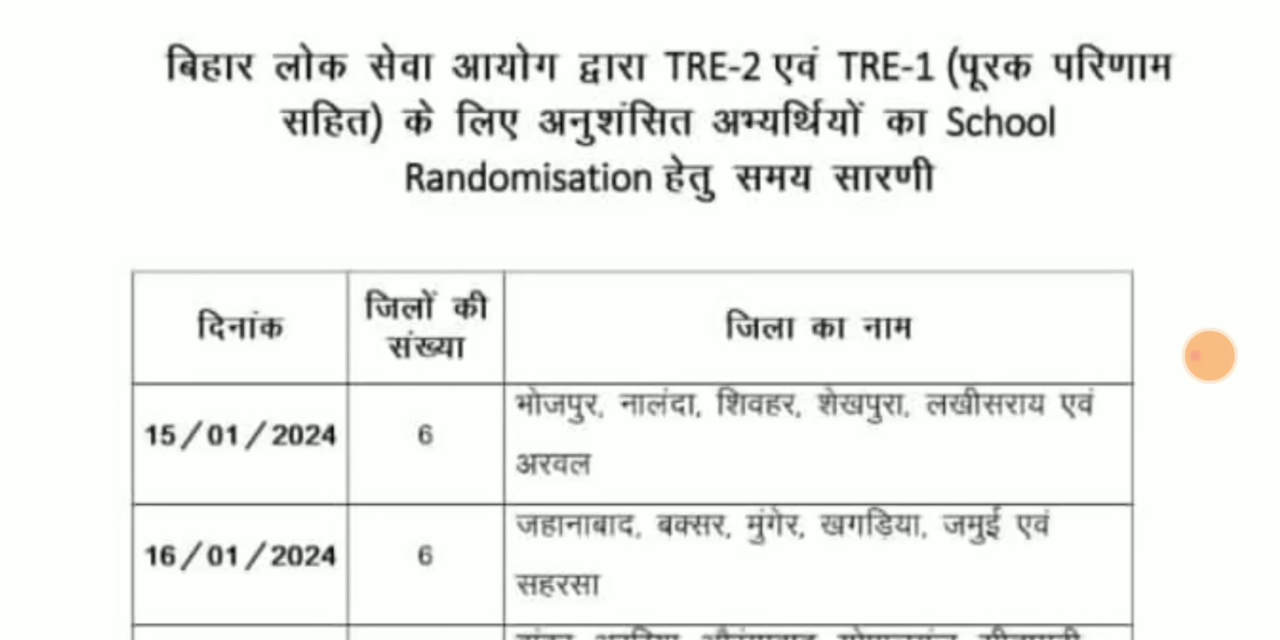 बिहार लोक सेवा आयोग द्वारा TRE-2 एवं TRE-1 (पूरक परिणाम
सहित) के लिए अनुशंसित अभ्यर्थियों का School
Randomisation हेतु समय सारणी
दिनांक
जिलों की
संख्या
जिला का नाम
15/01/2024
6
भोजपुर, नालंदा, शिवहर, शेखपुरा, लखीसराय एवं
अरवल
16/01/2024
6
जहानाबाद, बक्सर, मुंगेर, खगड़िया, जमुई एवं
सहरसा